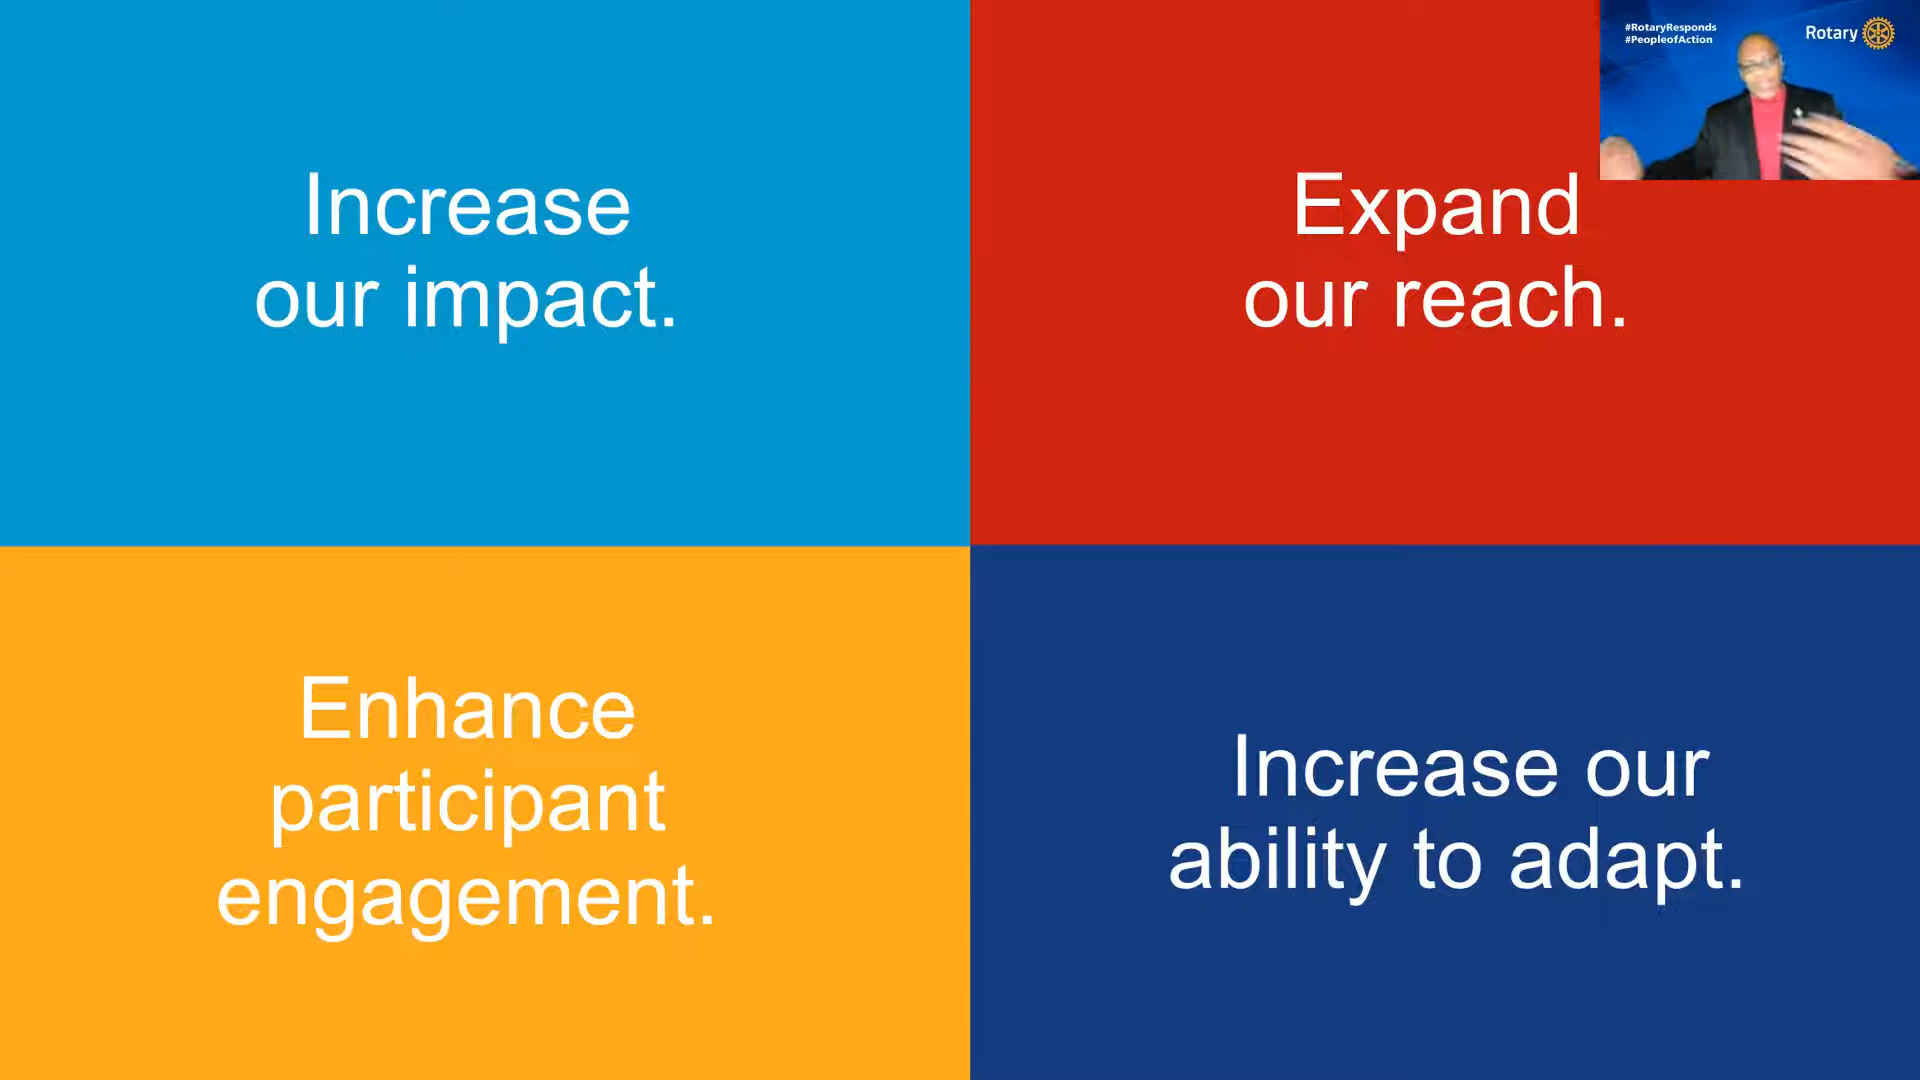 Increase
our impact.
Expand
our reach.
#RotaryResponds
#PeopleofAction
Rotary
Enhance
participant
engagement.
Increase our
ability to adapt.